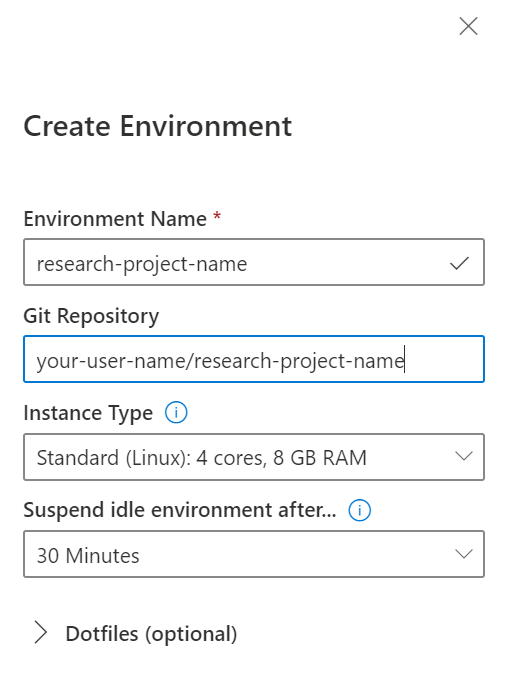 Create Environment
Environment Name *
research-project-name
Git Repository
your-user-name/research-project-name
Instance Type
Standard (Linux): 4 cores, 8 GB RAM
Suspend idle environment after...
30 Minutes
Dotfiles (optional)